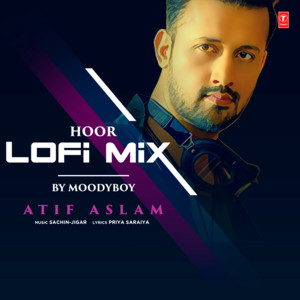 T
HOOR
LOFI MIX
BY MOODYBOY
ATIF ASLAM
MUSIC SACHIN-JIGAR LYRICS PRIYA SARAIYA